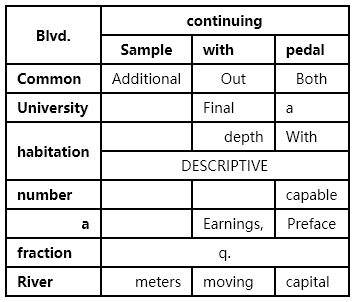 Blvd. continuing
Sample with pedal
Common Additional Out Both
University Final a
habitation depth With
DESCRIPTIVE
number capable
a Earnings, Preface
fraction q.
River meters moving capital